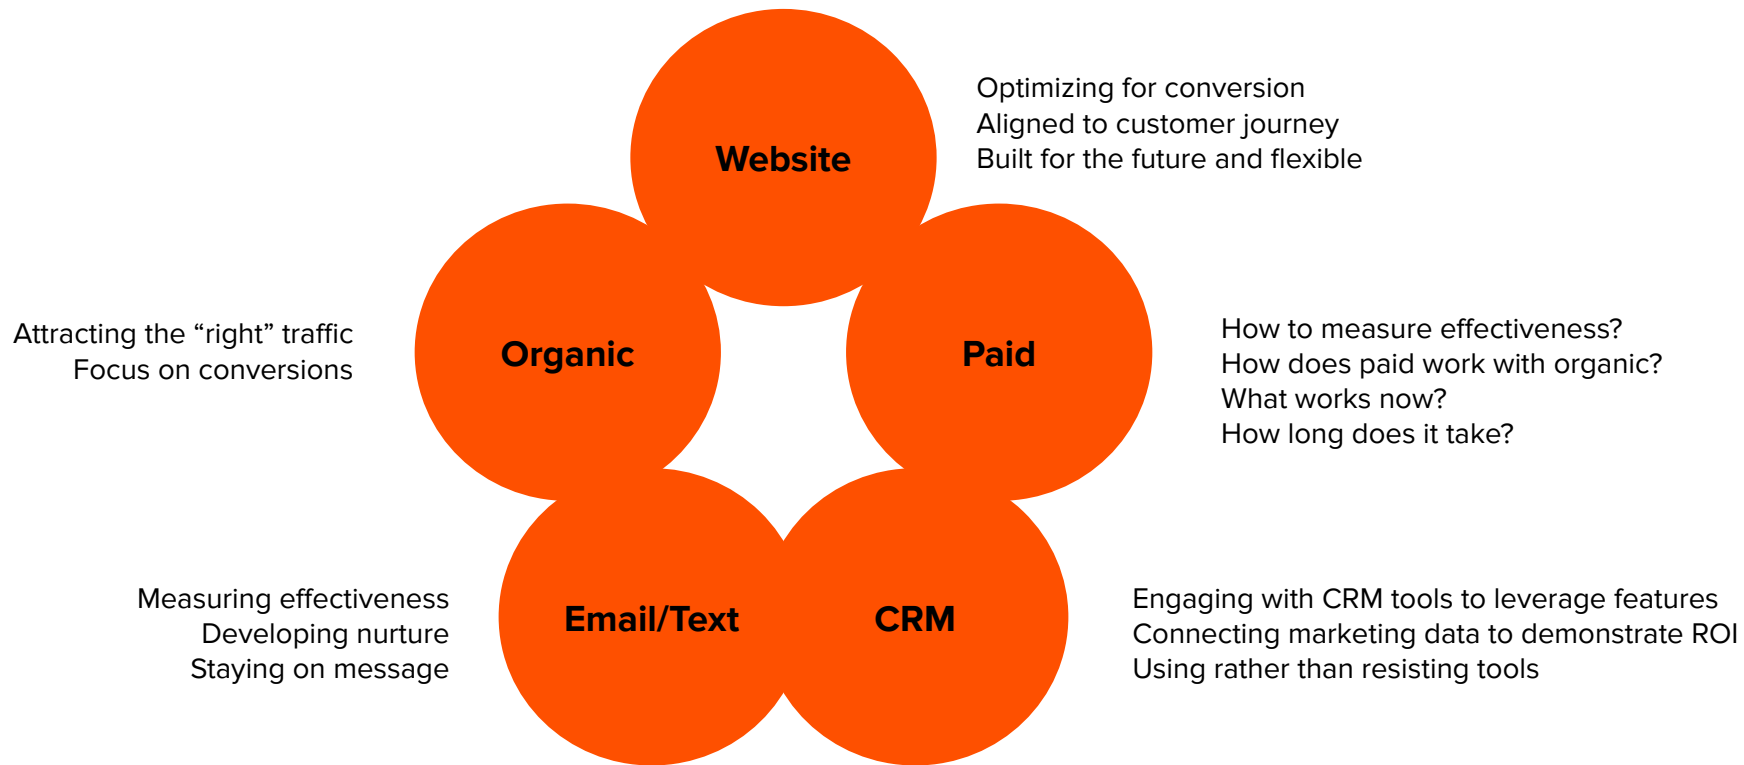 Website
Optimizing for conversion
Aligned to customer journey
Built for the future and flexible
Attracting the “right” traffic
Focus on conversions
Organic
Paid
How to measure effectiveness?
How does paid work with organic?
What works now?
How long does it take?
Measuring effectiveness
Developing nurture
Staying on message
Email/Text
CRM
Engaging with CRM tools to leverage features
Connecting marketing data to demonstrate ROI
Using rather than resisting tools